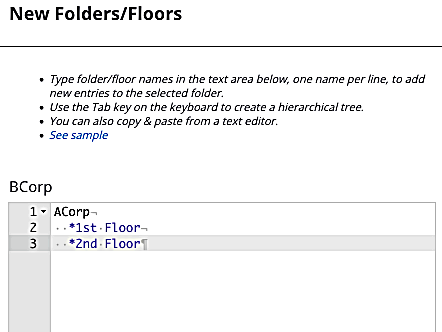 New Folders/Floors
• Type folder/floor names in the text area below, one name per line, to add
new entries to the selected folder.
• Use the Tab key on the keyboard to create a hierarchical tree.
• You can also copy & paste from a text editor.
• See sample
BCorp
1 ACorp¬
2 ··*1st·Floor¬
3 ··*2nd·Floor¶